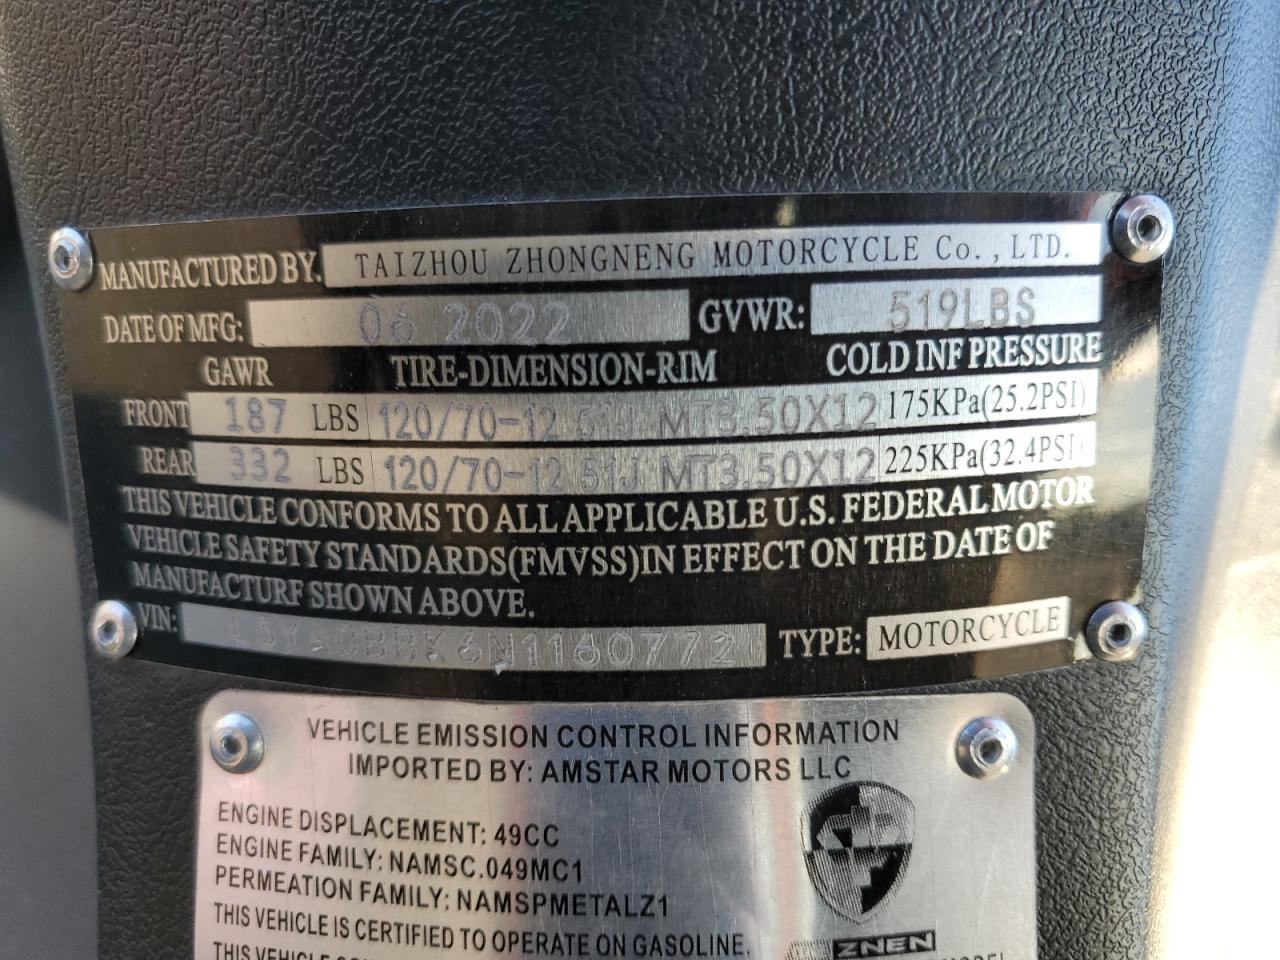 MANUFACTURED BY. TAIZHOU ZHONGNENG MOTORCYCLE Co., LTD.
DATE OF MFG: 06 2022 GVWR: 519LBS
GAWR TIRE-DIMENSION-RIM COLD INF PRESSURE
FRONT 187 LBS 120/70-12 51J MT3.50X12 175KPa(25.2PSI)
REAR 332 LBS 120/70-12 51J MT3.50X12 225KPa(32.4PSI)
THIS VEHICLE CONFORMS TO ALL APPLICABLE U.S. FEDERAL MOTOR
VEHICLE SAFETY STANDARDS(FMVSS)IN EFFECT ON THE DATE OF
MANUFACTURF SHOWN ABOVE.
VIN: L5YACBRK6N1160772 TYPE: MOTORCYCLE
VEHICLE EMISSION CONTROL INFORMATION
IMPORTED BY: AMSTAR MOTORS LLC
ENGINE DISPLACEMENT: 49CC
ENGINE FAMILY: NAMSC.049MC1
PERMEATION FAMILY: NAMSPMETALZ1
THIS VEHICLE IS CERTIFIED TO OPERATE ON GASOLINE.
ZNEN
THIS VEHICLE